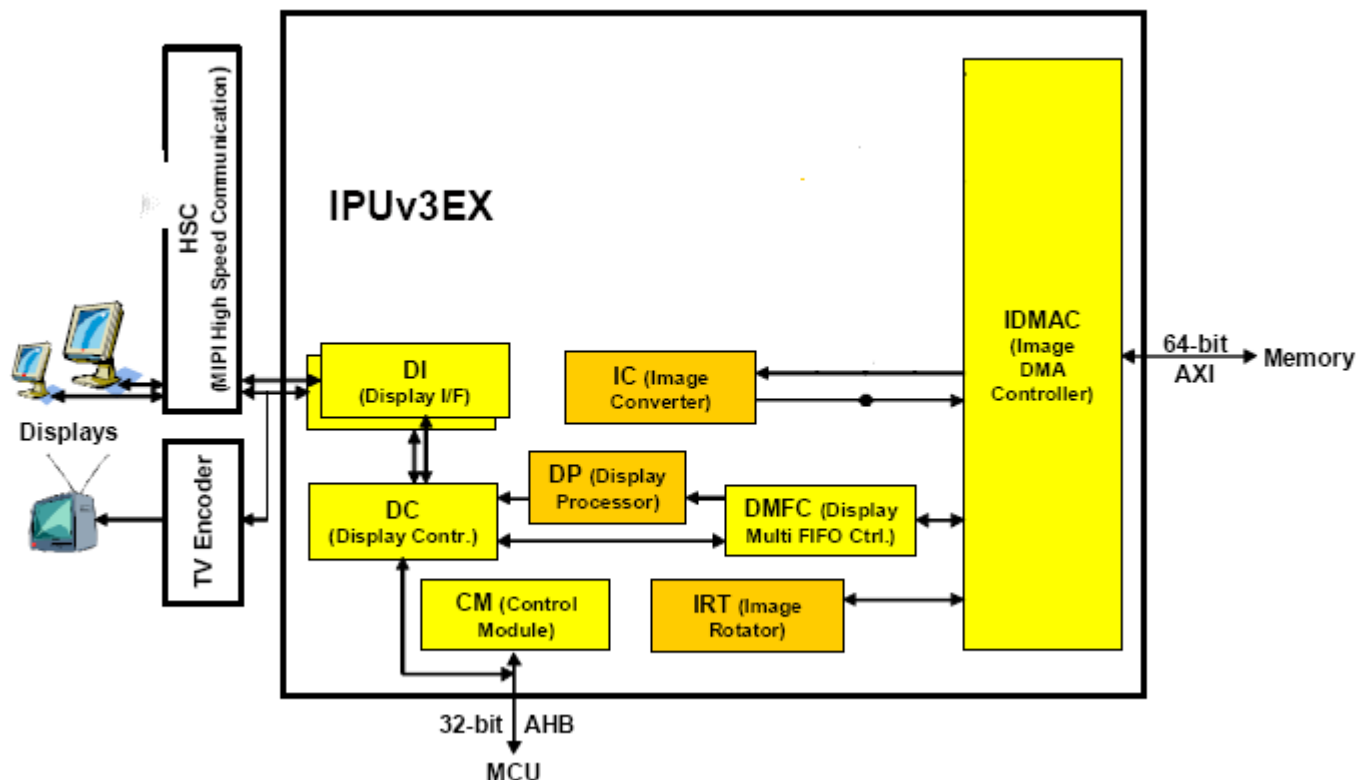 IPUv3EX
HSC
(MIPI High Speed Communication)
Displays
TV Encoder
DI
(Display I/F)
DC
(Display Contr.)
CM (Control
Module)
IC (Image
Converter)
DP (Display
Processor)
DMFC (Display
Multi FIFO Ctrl.)
IRT (Image
Rotator)
IDMAC
(Image
DMA
Controller)
64-bit
AXI
Memory
32-bit
AHB
MCU